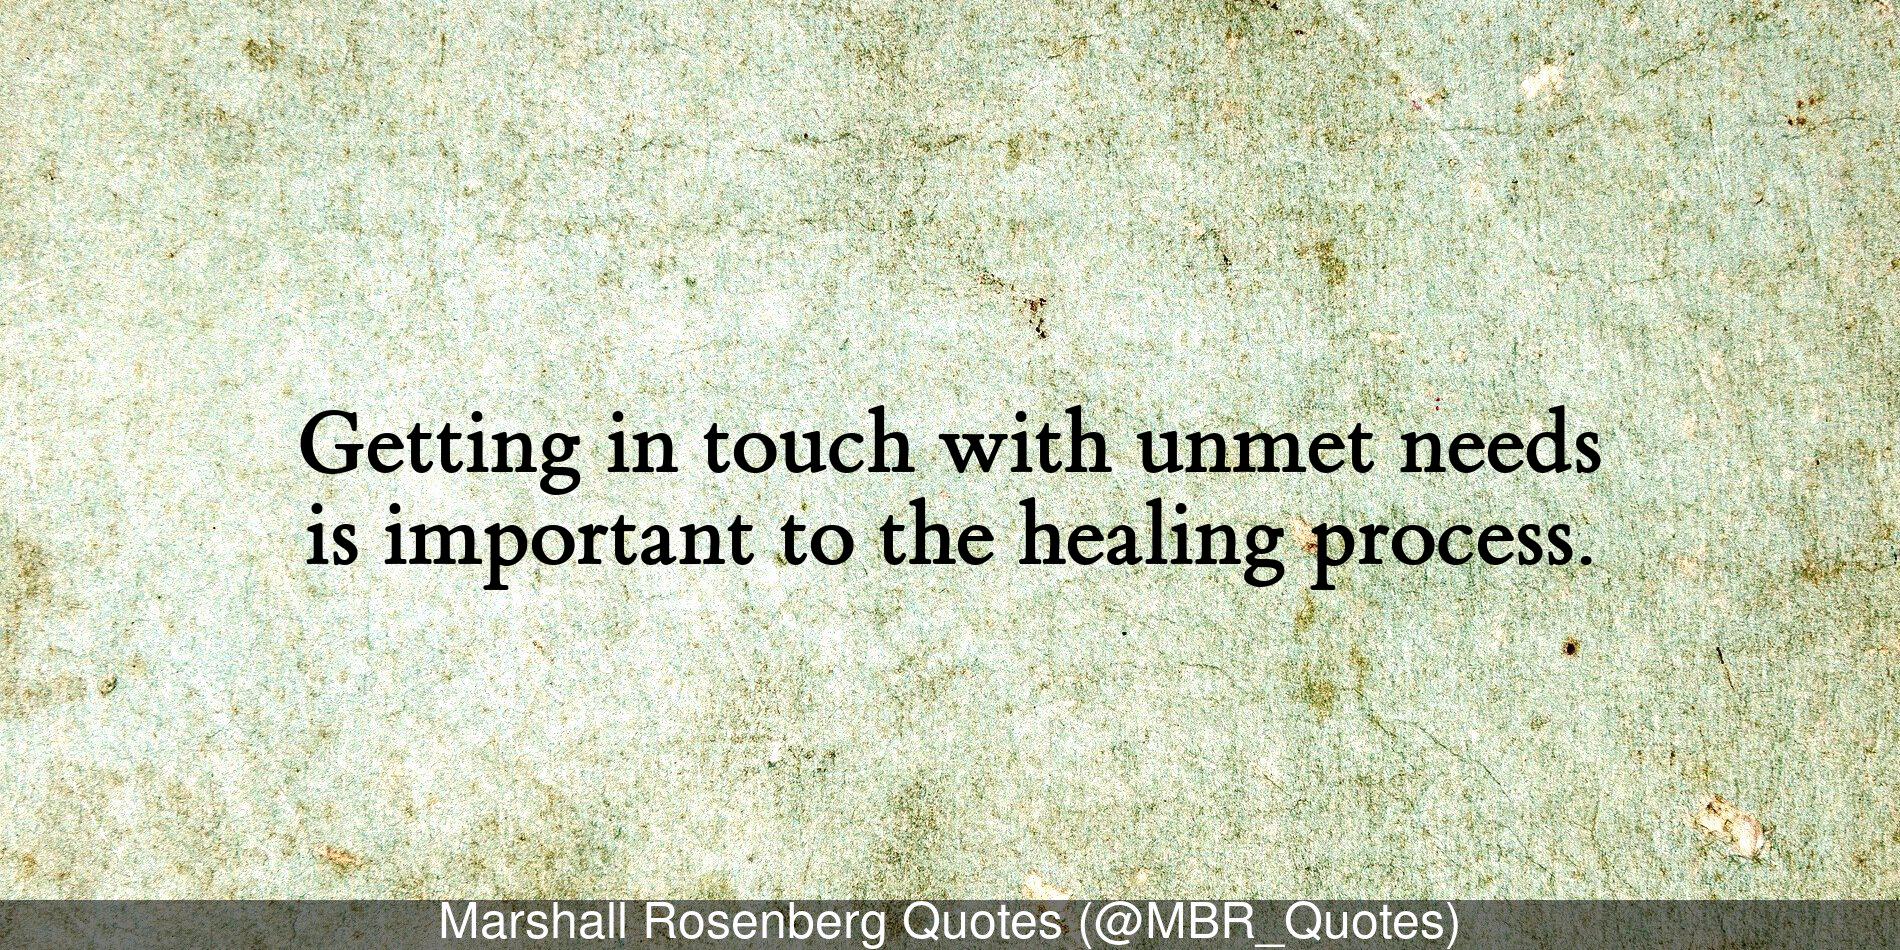 Getting in touch with unmet needs
is important to the healing process.
Marshall Rosenberg Quotes (@MBR_Quotes)